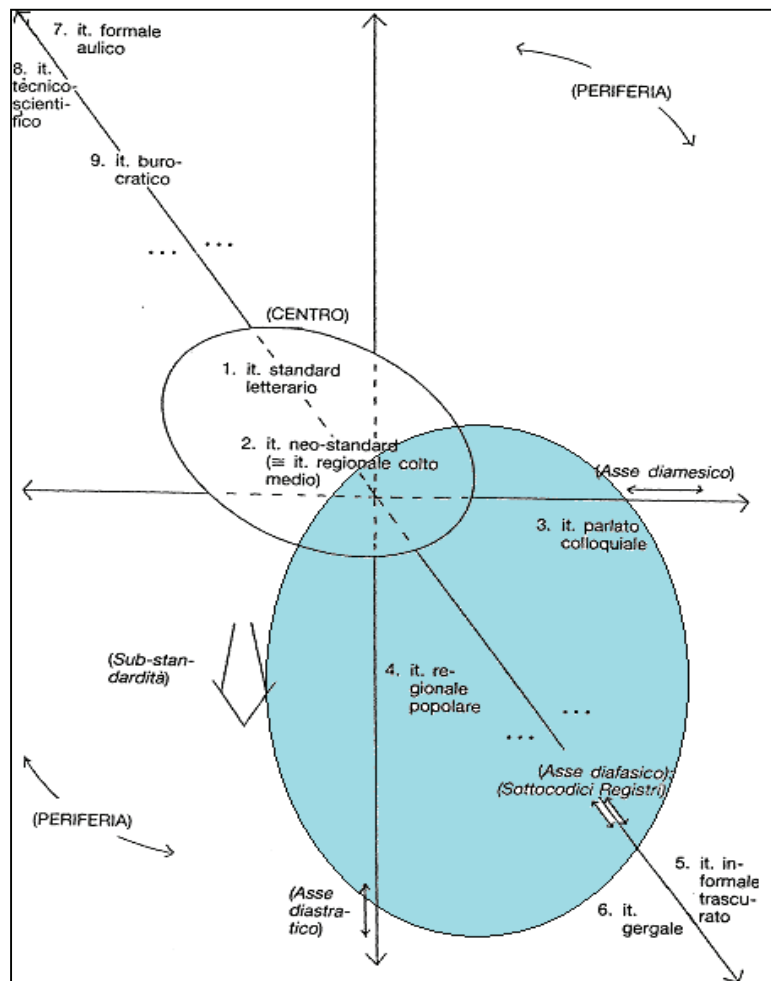 7. it. formale
aulico
8. it.
tecnico-
scienti-
fico
(PERIFERIA)
9. it. buro-
cratico
... ...
(CENTRO)
1. it. standard
letterario
2. it. neo-standard
(≅ it. regionale colto
medio)
(Asse diamesico)
3. it. parlato
colloquiale
(Sub-stan-
dardità)
4. it. re-
gionale
popolare
... ...
(Asse diafasico);
(Sottocodici Registri)
(PERIFERIA)
5. it. in-
formale
trascu-
rato
(Asse
diastra-
tico)
6. it.
gergale